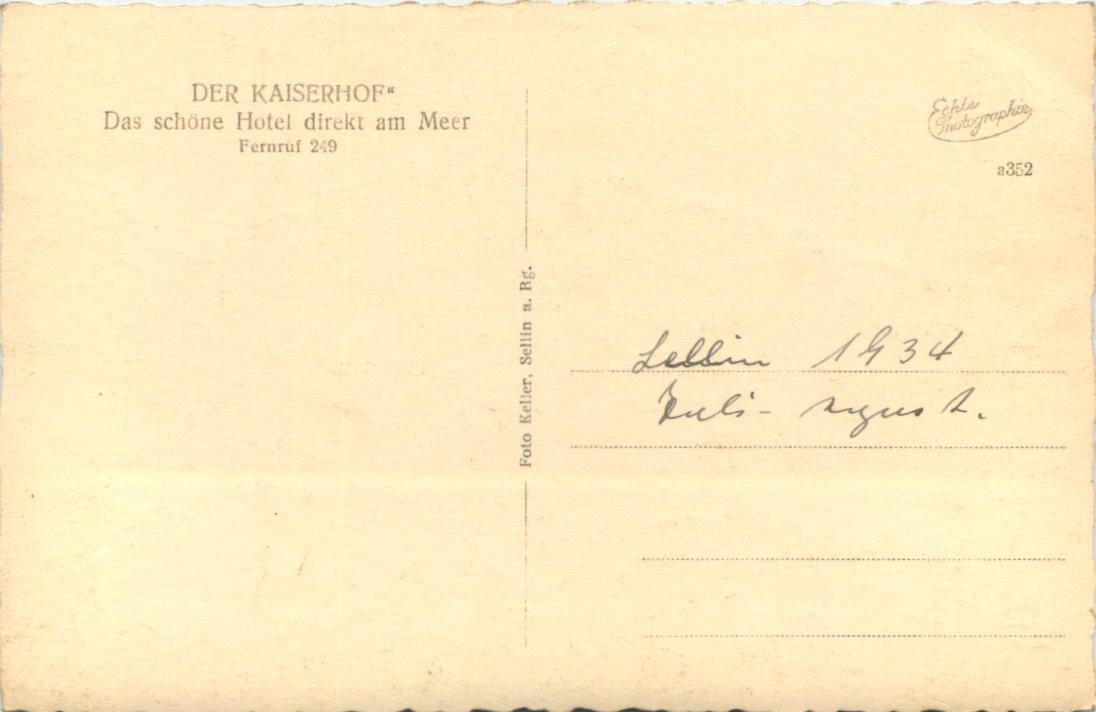 DER KAISERHOF“
Das schöne Hotel direkt am Meer
Fernruf 249
Foto Keller, Sellin a. Rg.
Echte
Photographie
a352
Sellin 1934
Juli - August.